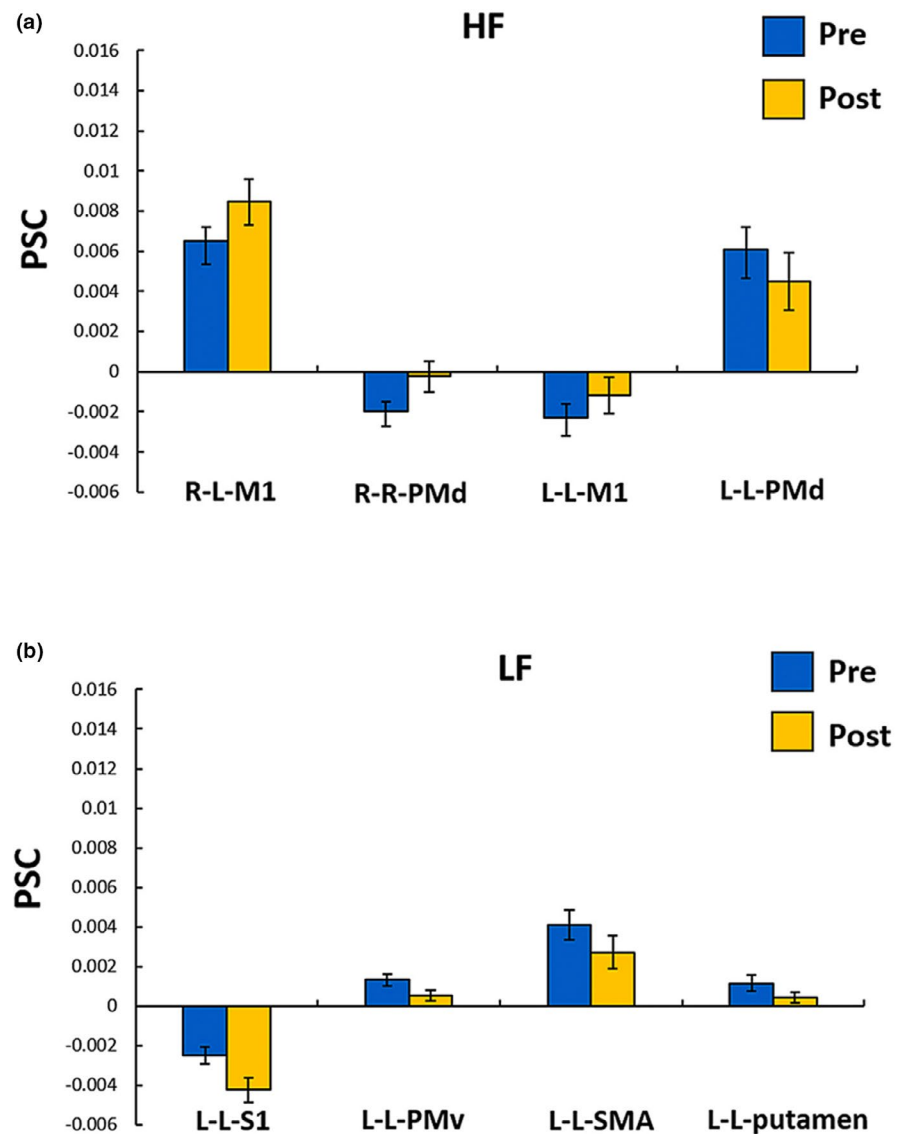 (a)
HF
Pre
Post
PSC
0.016
0.014
0.012
0.01
0.008
0.006
0.004
0.002
0
-0.002
-0.004
-0.006
R-L-M1 R-R-PMd L-L-M1 L-L-PMd
(b)
LF
Pre
Post
PSC
0.016
0.014
0.012
0.01
0.008
0.006
0.004
0.002
0
-0.002
-0.004
-0.006
L-L-S1 L-L-PMv L-L-SMA L-L-putamen